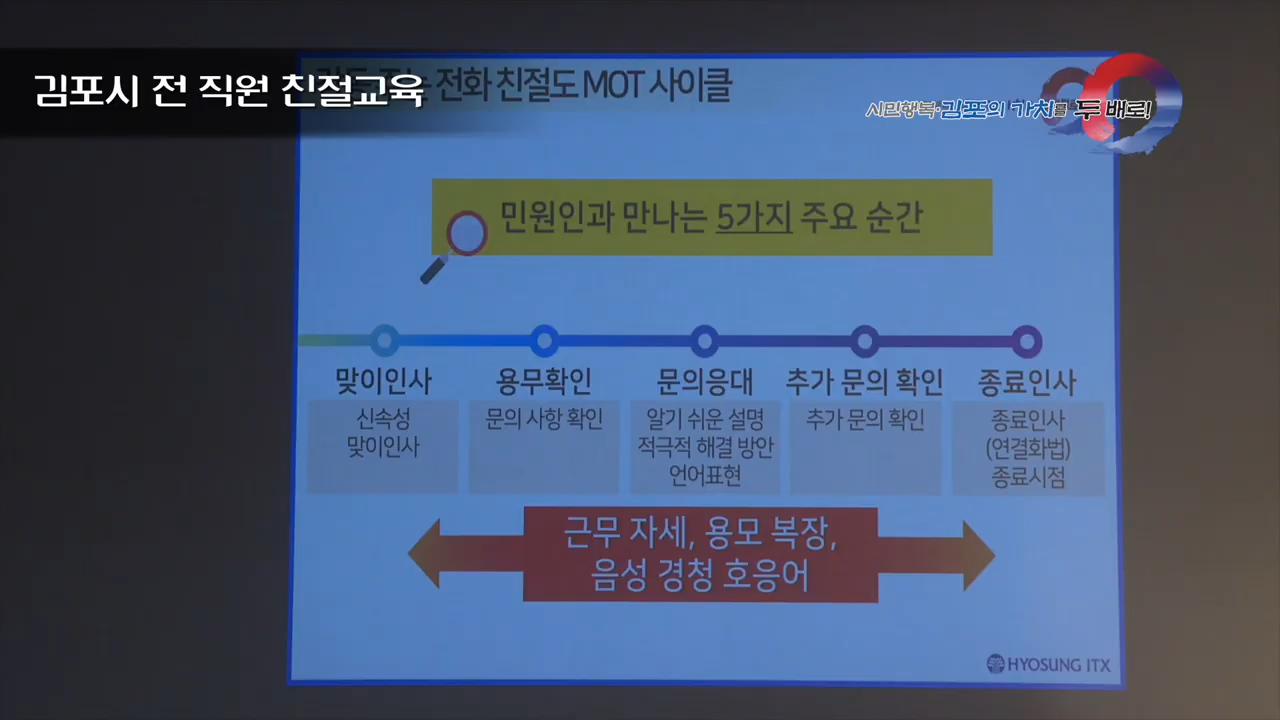 김포시 전 직원 친절교육
전화 친절도 MOT 사이클
시민행복·김포의 가치를 두 배로!
민원인과 만나는 5가지 주요 순간
맞이인사
신속성
맞이인사
용무확인
문의 사항 확인
문의응대
알기 쉬운 설명
적극적 해결 방안
언어표현
추가 문의 확인
추가 문의 확인
종료인사
종료인사
(연결화법)
종료시점
근무 자세, 용모 복장,
음성 경청 호응어
HYOSUNG ITX